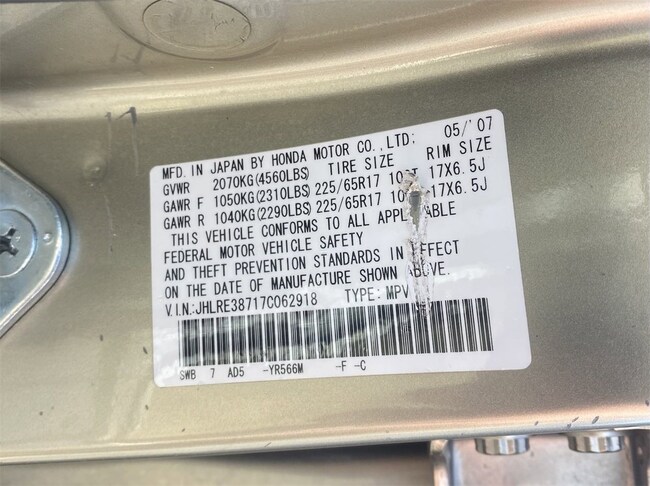 MFD. IN JAPAN BY HONDA MOTOR CO.,LTD: 05/'07
GVWR 2070KG(4560LBS) TIRE SIZE RIM SIZE
GAWR F 1050KG(2310LBS) 225/65R17 17X6.5J
GAWR R 1040KG(2290LBS) 225/65R17 17X6.5J
THIS VEHICLE CONFORMS TO ALL
FEDERAL MOTOR VEHICLE SAFETY
AND THEFT PREVENTION STANDARDS IN
ON THE DATE OF MANUFACTURE SHOWN ABOVE.
V.I.N:JHLRE38717C062918 TYPE: MPV
SWB 7 AD5 -YR566M -F -C